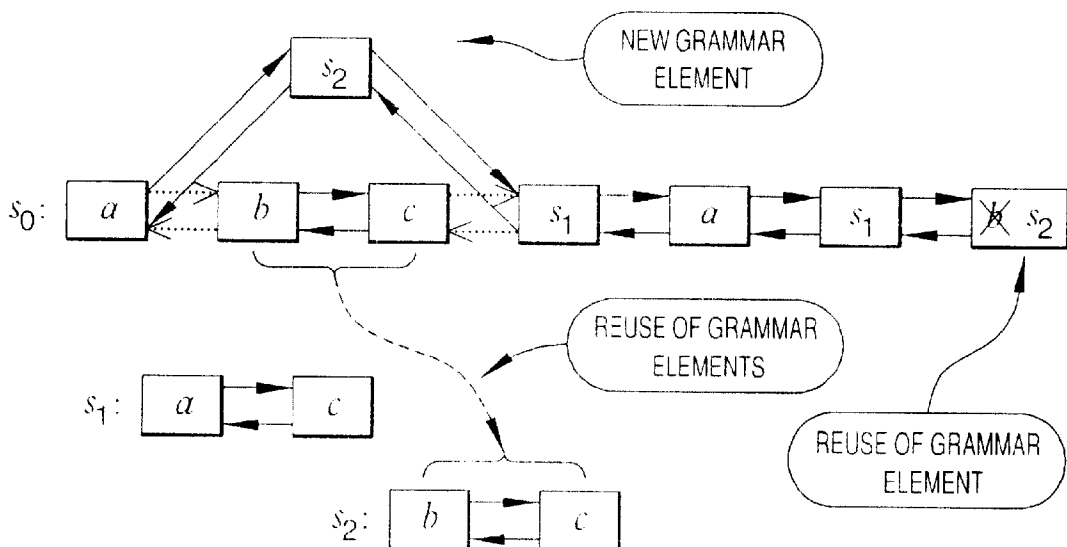 NEW GRAMMAR
ELEMENT
s2
s0: a b c s1 a s1 b s2
REUSE OF GRAMMAR
ELEMENTS
s1: a c
REUSE OF GRAMMAR
ELEMENT
s2: b c